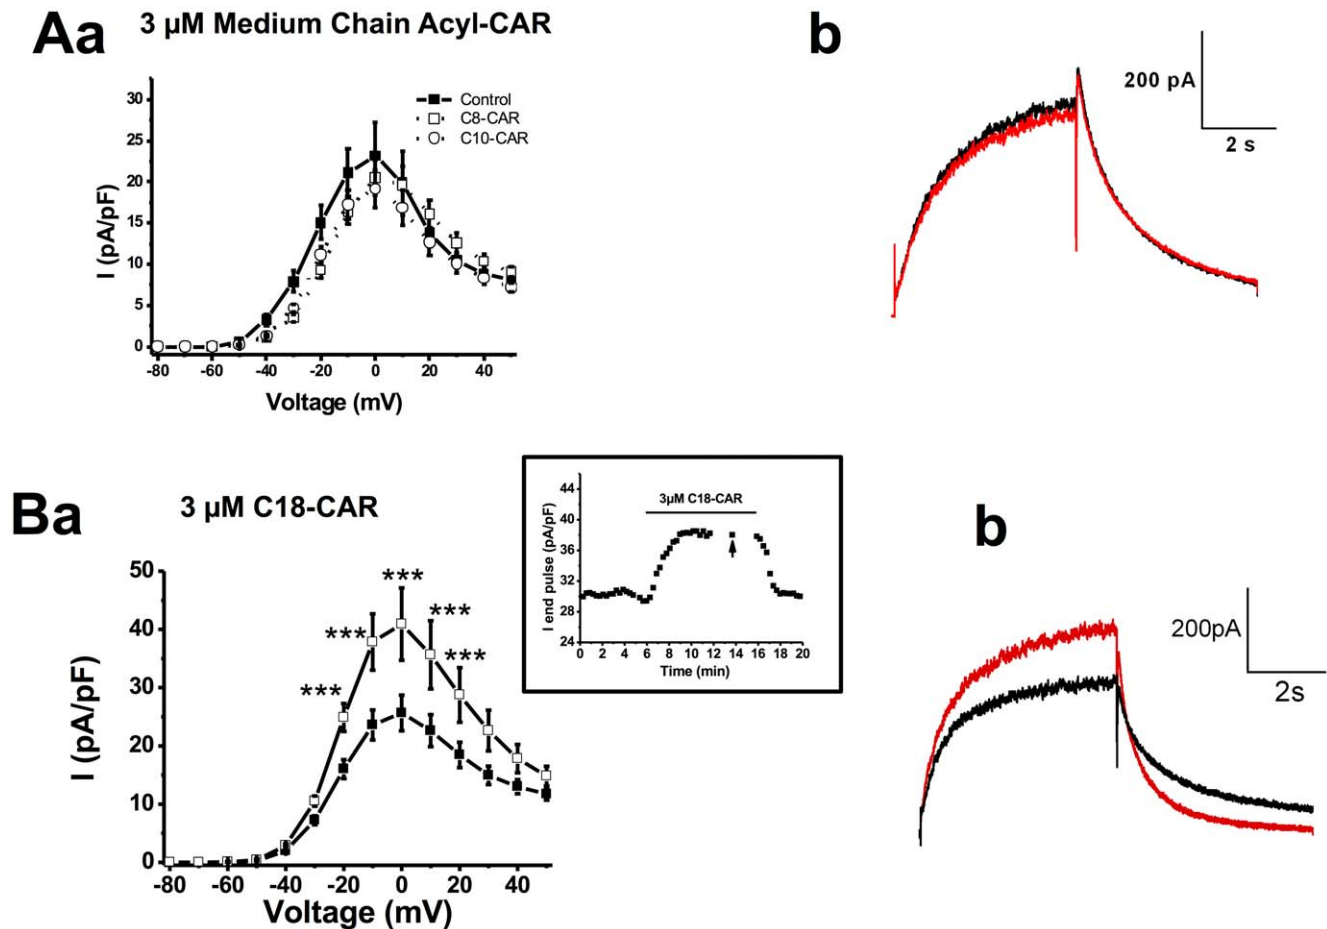 Aa
3 µM Medium Chain Acyl-CAR
b
Control
C8-CAR
C10-CAR
I (pA/pF)
30
25
20
15
10
5
0
-80
-60
-40
-20
0
20
40
Voltage (mV)
200 pA
2 s
Ba
3 µM C18-CAR
I (pA/pF)
50
40
30
20
10
0
***
***
***
***
***
-80
-60
-40
-20
0
20
40
Voltage (mV)
3µM C18-CAR
I end pulse (pA/pF)
44
40
36
32
28
24
0
2
4
6
8
10
12
14
16
18
20
Time (min)
b
200pA
2s